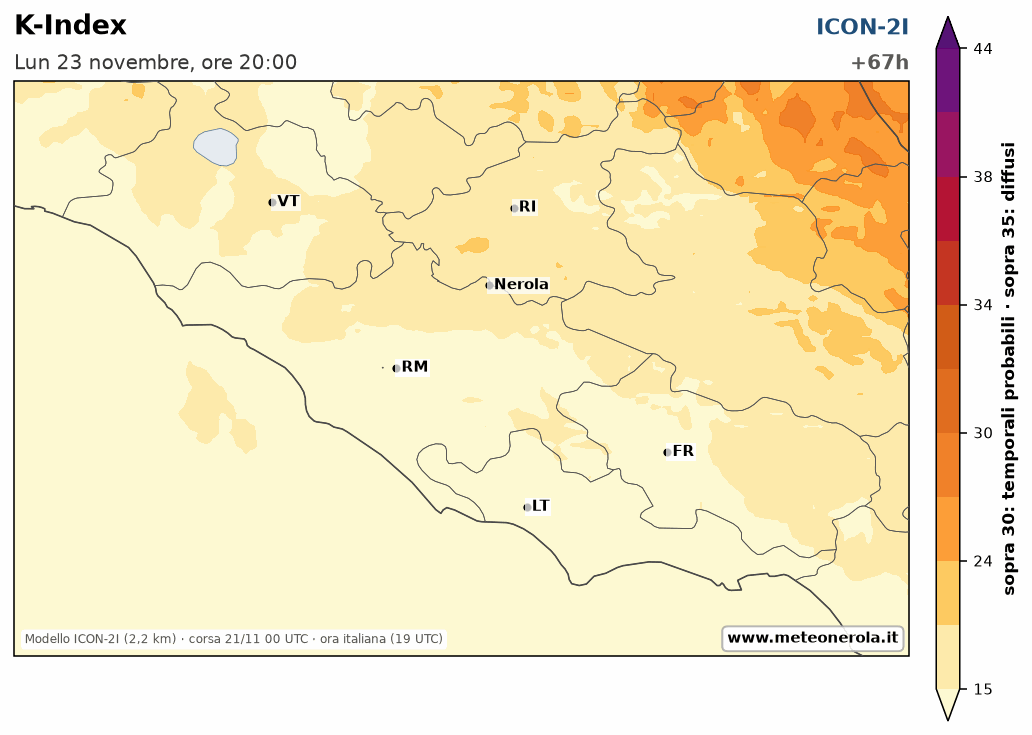 K-Index
ICON-2I
Lun 23 novembre, ore 20:00
+67h
44
38
34
30
24
15
sopra 30: temporali probabili · sopra 35: diffusi
VT
RI
Nerola
RM
FR
LT
Modello ICON-2I (2,2 km) · corsa 21/11 00 UTC · ora italiana (19 UTC)
www.meteonerola.it